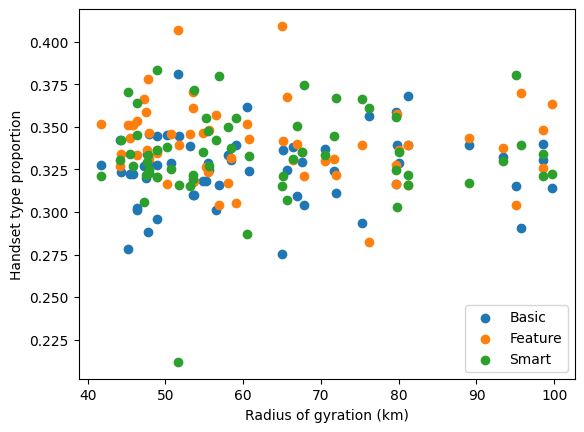 0.400
0.375
0.350
0.325
0.300
0.275
0.250
0.225
Handset type proportion
Basic
Feature
Smart
40 50 60 70 80 90 100
Radius of gyration (km)